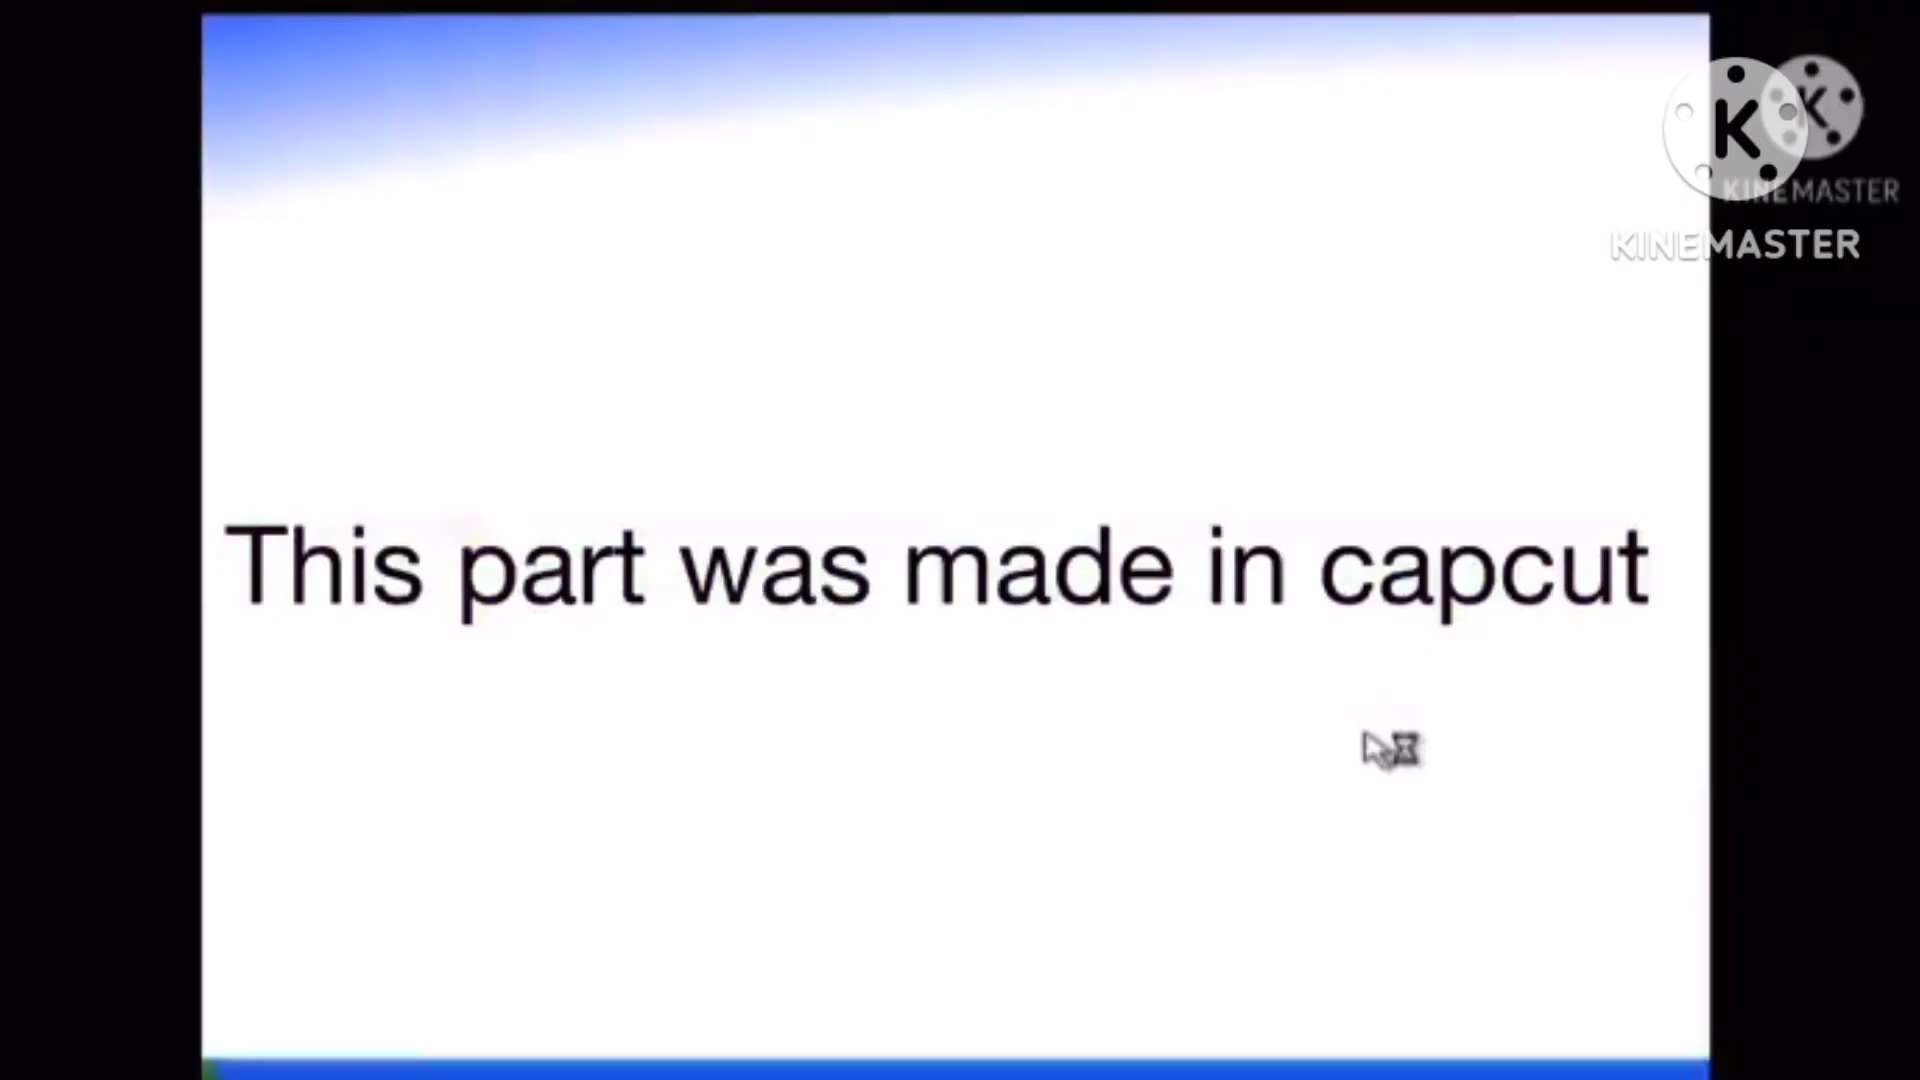 K
K
KINEMASTER
KINEMASTER
This part was made in capcut